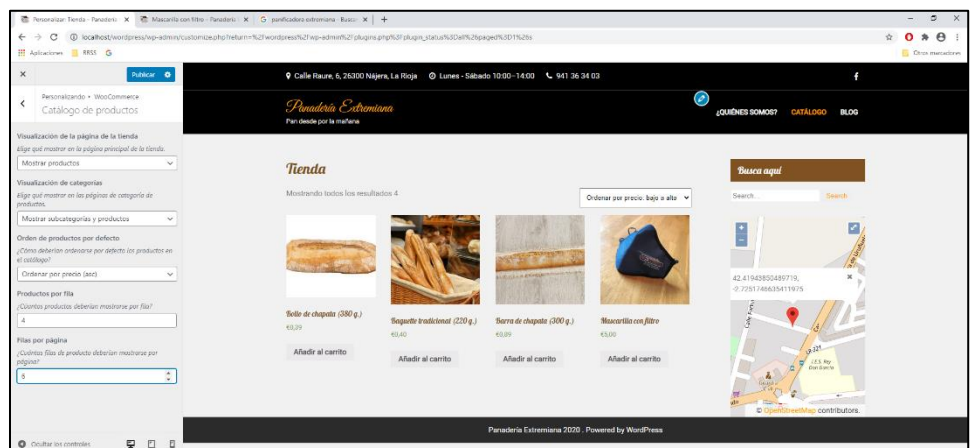 Personalizar: Tienda - Panadería
Mascarilla con filtro - Panadería
panificadora extremiana - Buscar
localhost/wordpress/wp-admin/customize.php?return=%2Fwordpress%2Fwp-admin%2Fplugins.php%3Fplugin_status%3Dall%26paged%3D1%26s
Aplicaciones RRSS
Otros marcadores
Publicar
Personalizando • WooCommerce
Catálogo de productos
Visualización de la página de la tienda
Elige qué mostrar en la página principal de la tienda.
Mostrar productos
Visualización de categorías
Elige qué mostrar en las páginas de categoría de
productos.
Mostrar subcategorías y productos
Orden de productos por defecto
¿Cómo deberían ordenarse por defecto los productos en
el catálogo?
Ordenar por precio (asc)
Productos por fila
¿Cuántos productos deberían mostrarse por fila?
4
Filas por página
¿Cuántas filas de producto deberían mostrarse por
página?
Ocultar los controles
Calle Raure, 6, 26300 Nájera, La Rioja Lunes - Sábado 10:00–14:00 941 36 34 03
Panadería Extremiana
Pan desde por la mañana
¿QUIÉNES SOMOS? CATÁLOGO BLOG
Tienda
Mostrando todos los resultados 4
Ordenar por precio: bajo a alto
Rollo de chapata (380 g.)
€0,39
Añadir al carrito
Baguette tradicional (220 g.)
€0,40
Añadir al carrito
Barra de chapata (300 g.)
€0,89
Añadir al carrito
Mascarilla con filtro
€3,00
Añadir al carrito
Busca aquí
Search Search
42.41943850489719,
-2.7251748635411975
I.E.S. Rey
Don García
© OpenStreetMap contributors.
Panadería Extremiana 2020 . Powered by WordPress